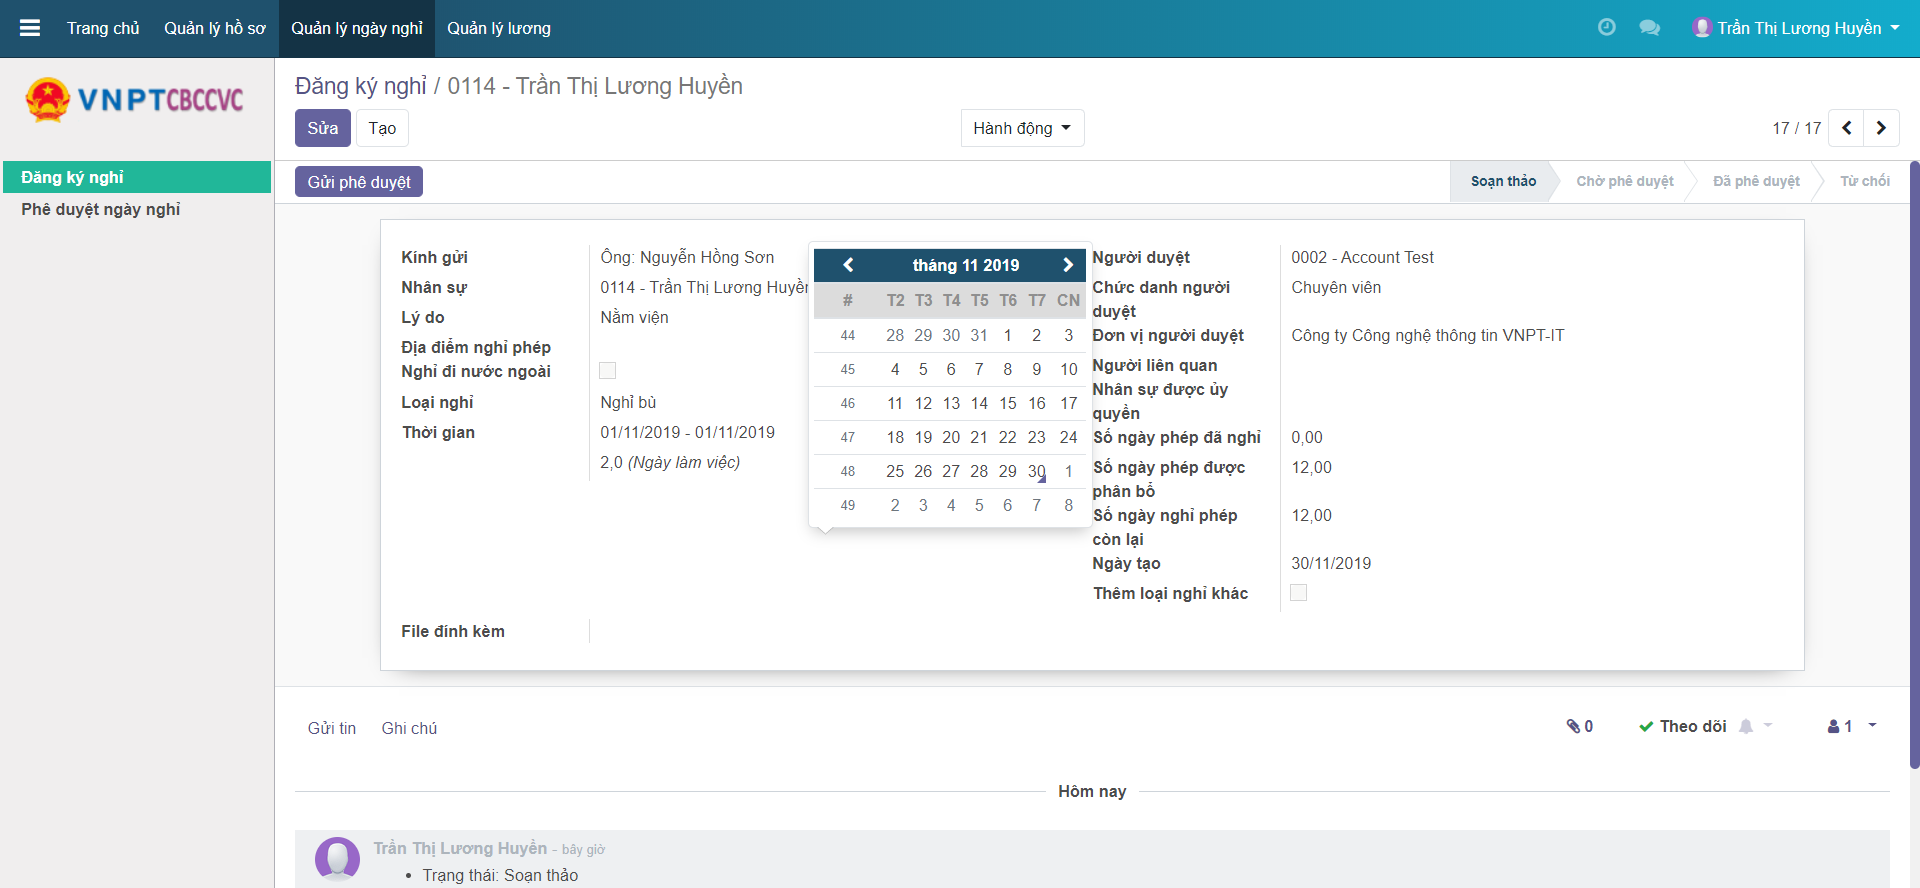 Trang chủ Quản lý hồ sơ Quản lý ngày nghỉ Quản lý lương Trần Thị Lương Huyền
VNPTCBCCVC
Đăng ký nghỉ
Phê duyệt ngày nghỉ
Đăng ký nghỉ / 0114 - Trần Thị Lương Huyền
Sửa Tạo Hành động 17 / 17
Gửi phê duyệt Soạn thảo Chờ phê duyệt Đã phê duyệt Từ chối
Kính gửi Ông: Nguyễn Hồng Sơn
Nhân sự 0114 - Trần Thị Lương Huyền
Lý do Nằm viện
Địa điểm nghỉ phép
Nghỉ đi nước ngoài
Loại nghỉ Nghỉ bù
Thời gian 01/11/2019 - 01/11/2019
2,0 (Ngày làm việc)
File đính kèm
tháng 11 2019
# T2 T3 T4 T5 T6 T7 CN
44 28 29 30 31 1 2 3
45 4 5 6 7 8 9 10
46 11 12 13 14 15 16 17
47 18 19 20 21 22 23 24
48 25 26 27 28 29 30 1
49 2 3 4 5 6 7 8
Người duyệt 0002 - Account Test
Chức danh người Chuyên viên
duyệt
Đơn vị người duyệt Công ty Công nghệ thông tin VNPT-IT
Người liên quan
Nhân sự được ủy
quyền
Số ngày phép đã nghỉ 0,00
Số ngày phép được 12,00
phân bổ
Số ngày nghỉ phép 12,00
còn lại
Ngày tạo 30/11/2019
Thêm loại nghỉ khác
Gửi tin Ghi chú 0 Theo dõi 1
Hôm nay
Trần Thị Lương Huyền - bây giờ
• Trạng thái: Soạn thảo